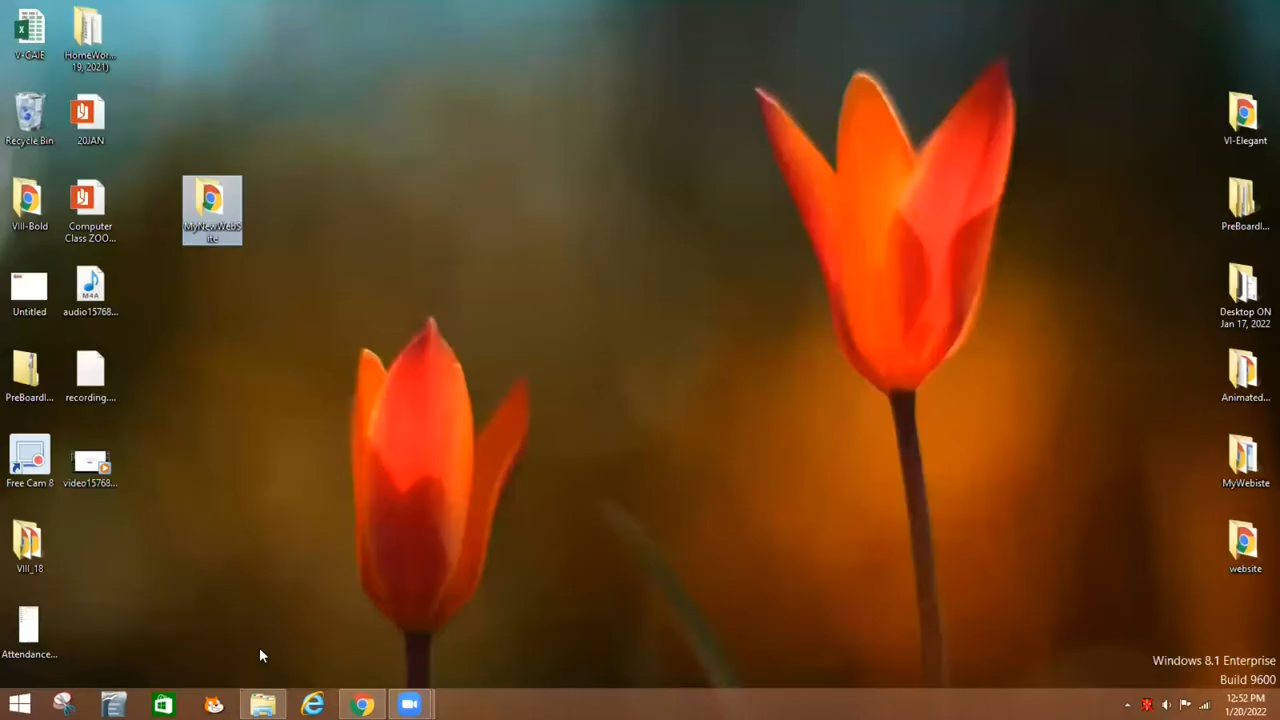 V-CAIE
HomeWor...
19, 2021)
Recycle Bin
20JAN
VIII-Bold
Computer
Class ZOO...
MyNewWebS
ite
Untitled
M4A
audio15768...
PreBoardI...
recording....
Free Cam 8
video15768...
VIII_18
Attendance...
VI-Elegant
PreBoardI...
Desktop ON
Jan 17, 2022
Animated...
MyWebiste
website
Windows 8.1 Enterprise
Build 9600
12:52 PM
1/20/2022